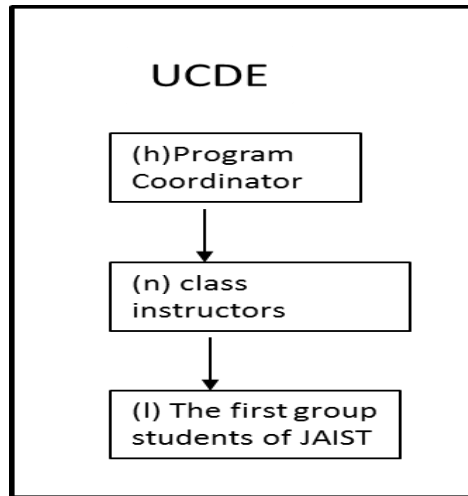 UCDE
(h)Program
Coordinator
(n) class
instructors
(l) The first group
students of JAIST